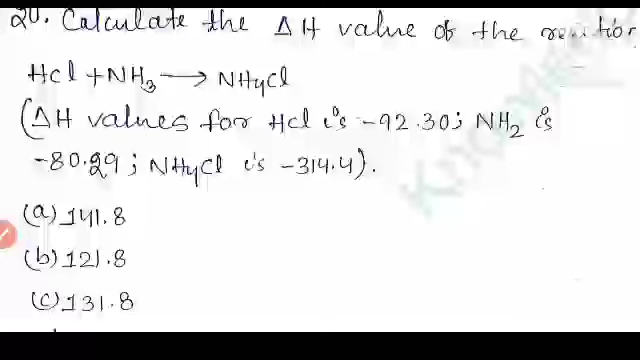 20. Calculate the ΔH value of the reaction
Hcl + NH3 → NH4Cl
(ΔH values for Hcl is -92.30; NH2 is
-80.29; NH4Cl is -314.4).
(a) 141.8
(b) 121.8
(c) 131.8